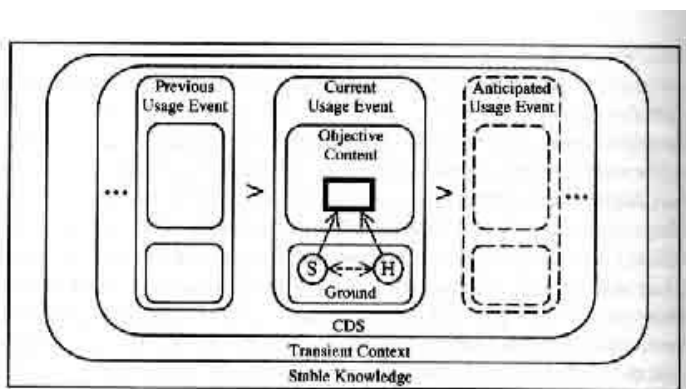 Previous
Usage Event
Current
Usage Event
Anticipated
Usage Event
Objective
Content
...
>
>
...
S
H
Ground
CDS
Transient Context
Stable Knowledge